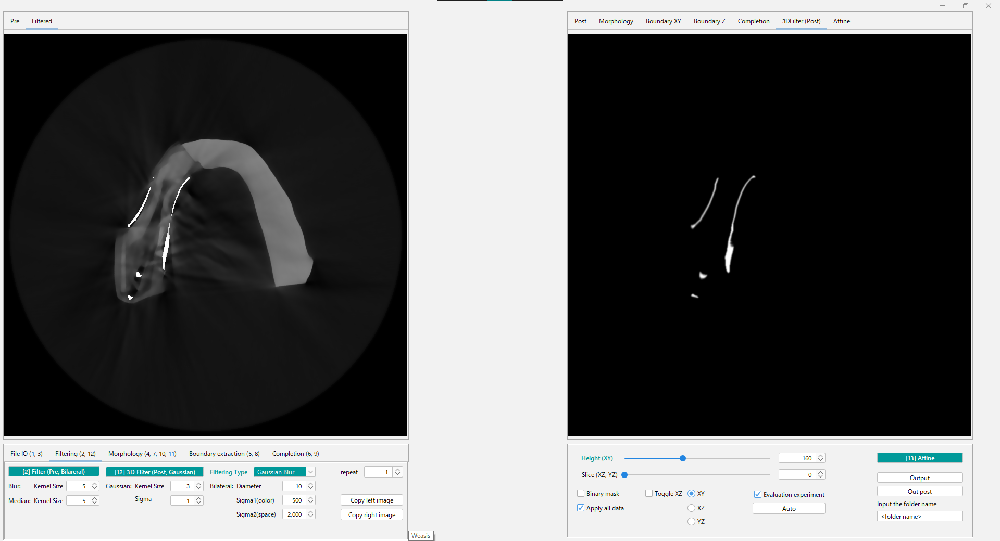 Pre Filtered
Post Morphology Boundary XY Boundary Z Completion 3DFilter (Post) Affine
File IO (1, 3) Filtering (2, 12) Morphology (4, 7, 10, 11) Boundary extraction (5, 8) Completion (6, 9)
[2] Filter (Pre, Bilareral) [12] 3D Filter (Post, Gaussian) Filtering Type Gaussian Blur repeat 1
Blur: Kernel Size 5 Gaussian: Kernel Size 3 Bilateral: Diameter 10
Median: Kernel Size 5 Sigma -1 Sigma1(color) 500 Copy left image
Sigma2(space) 2,000 Copy right image
Weasis
Height (XY) 160 [13] Affine
Slice (XZ, YZ) 0 Output
Binary mask Toggle XZ XY Evaluation experiment Out post
Apply all data XZ Auto Input the folder name
YZ <folder name>